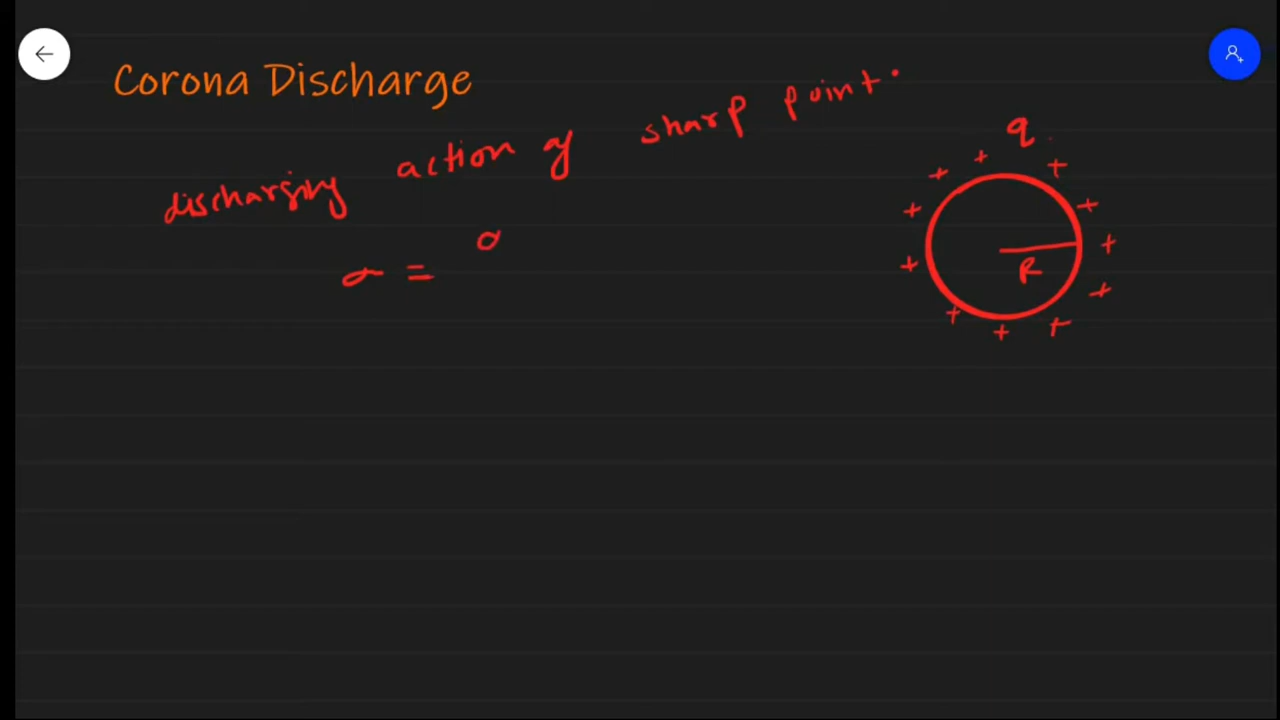 Corona Discharge
discharging action of sharp point.
σ = q
q
+ + + + + + + + + + + +
R